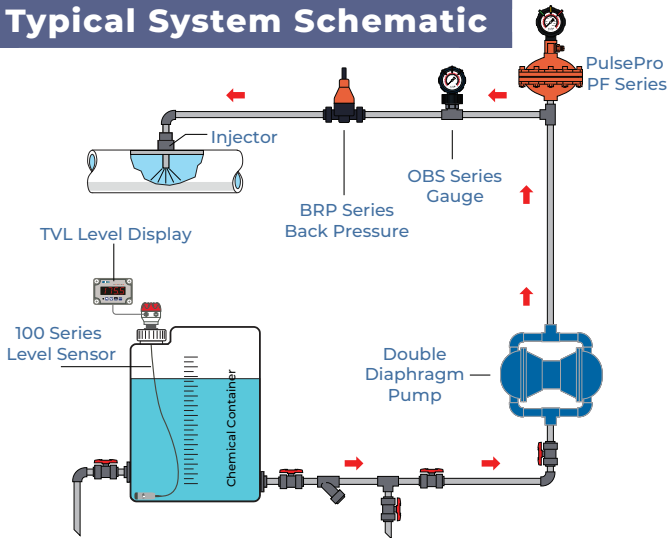 Typical System Schematic
PulsePro
PF Series
Injector
OBS Series
Gauge
BRP Series
Back Pressure
TVL Level Display
100 Series
Level Sensor
Double
Diaphragm
Pump
Chemical Container